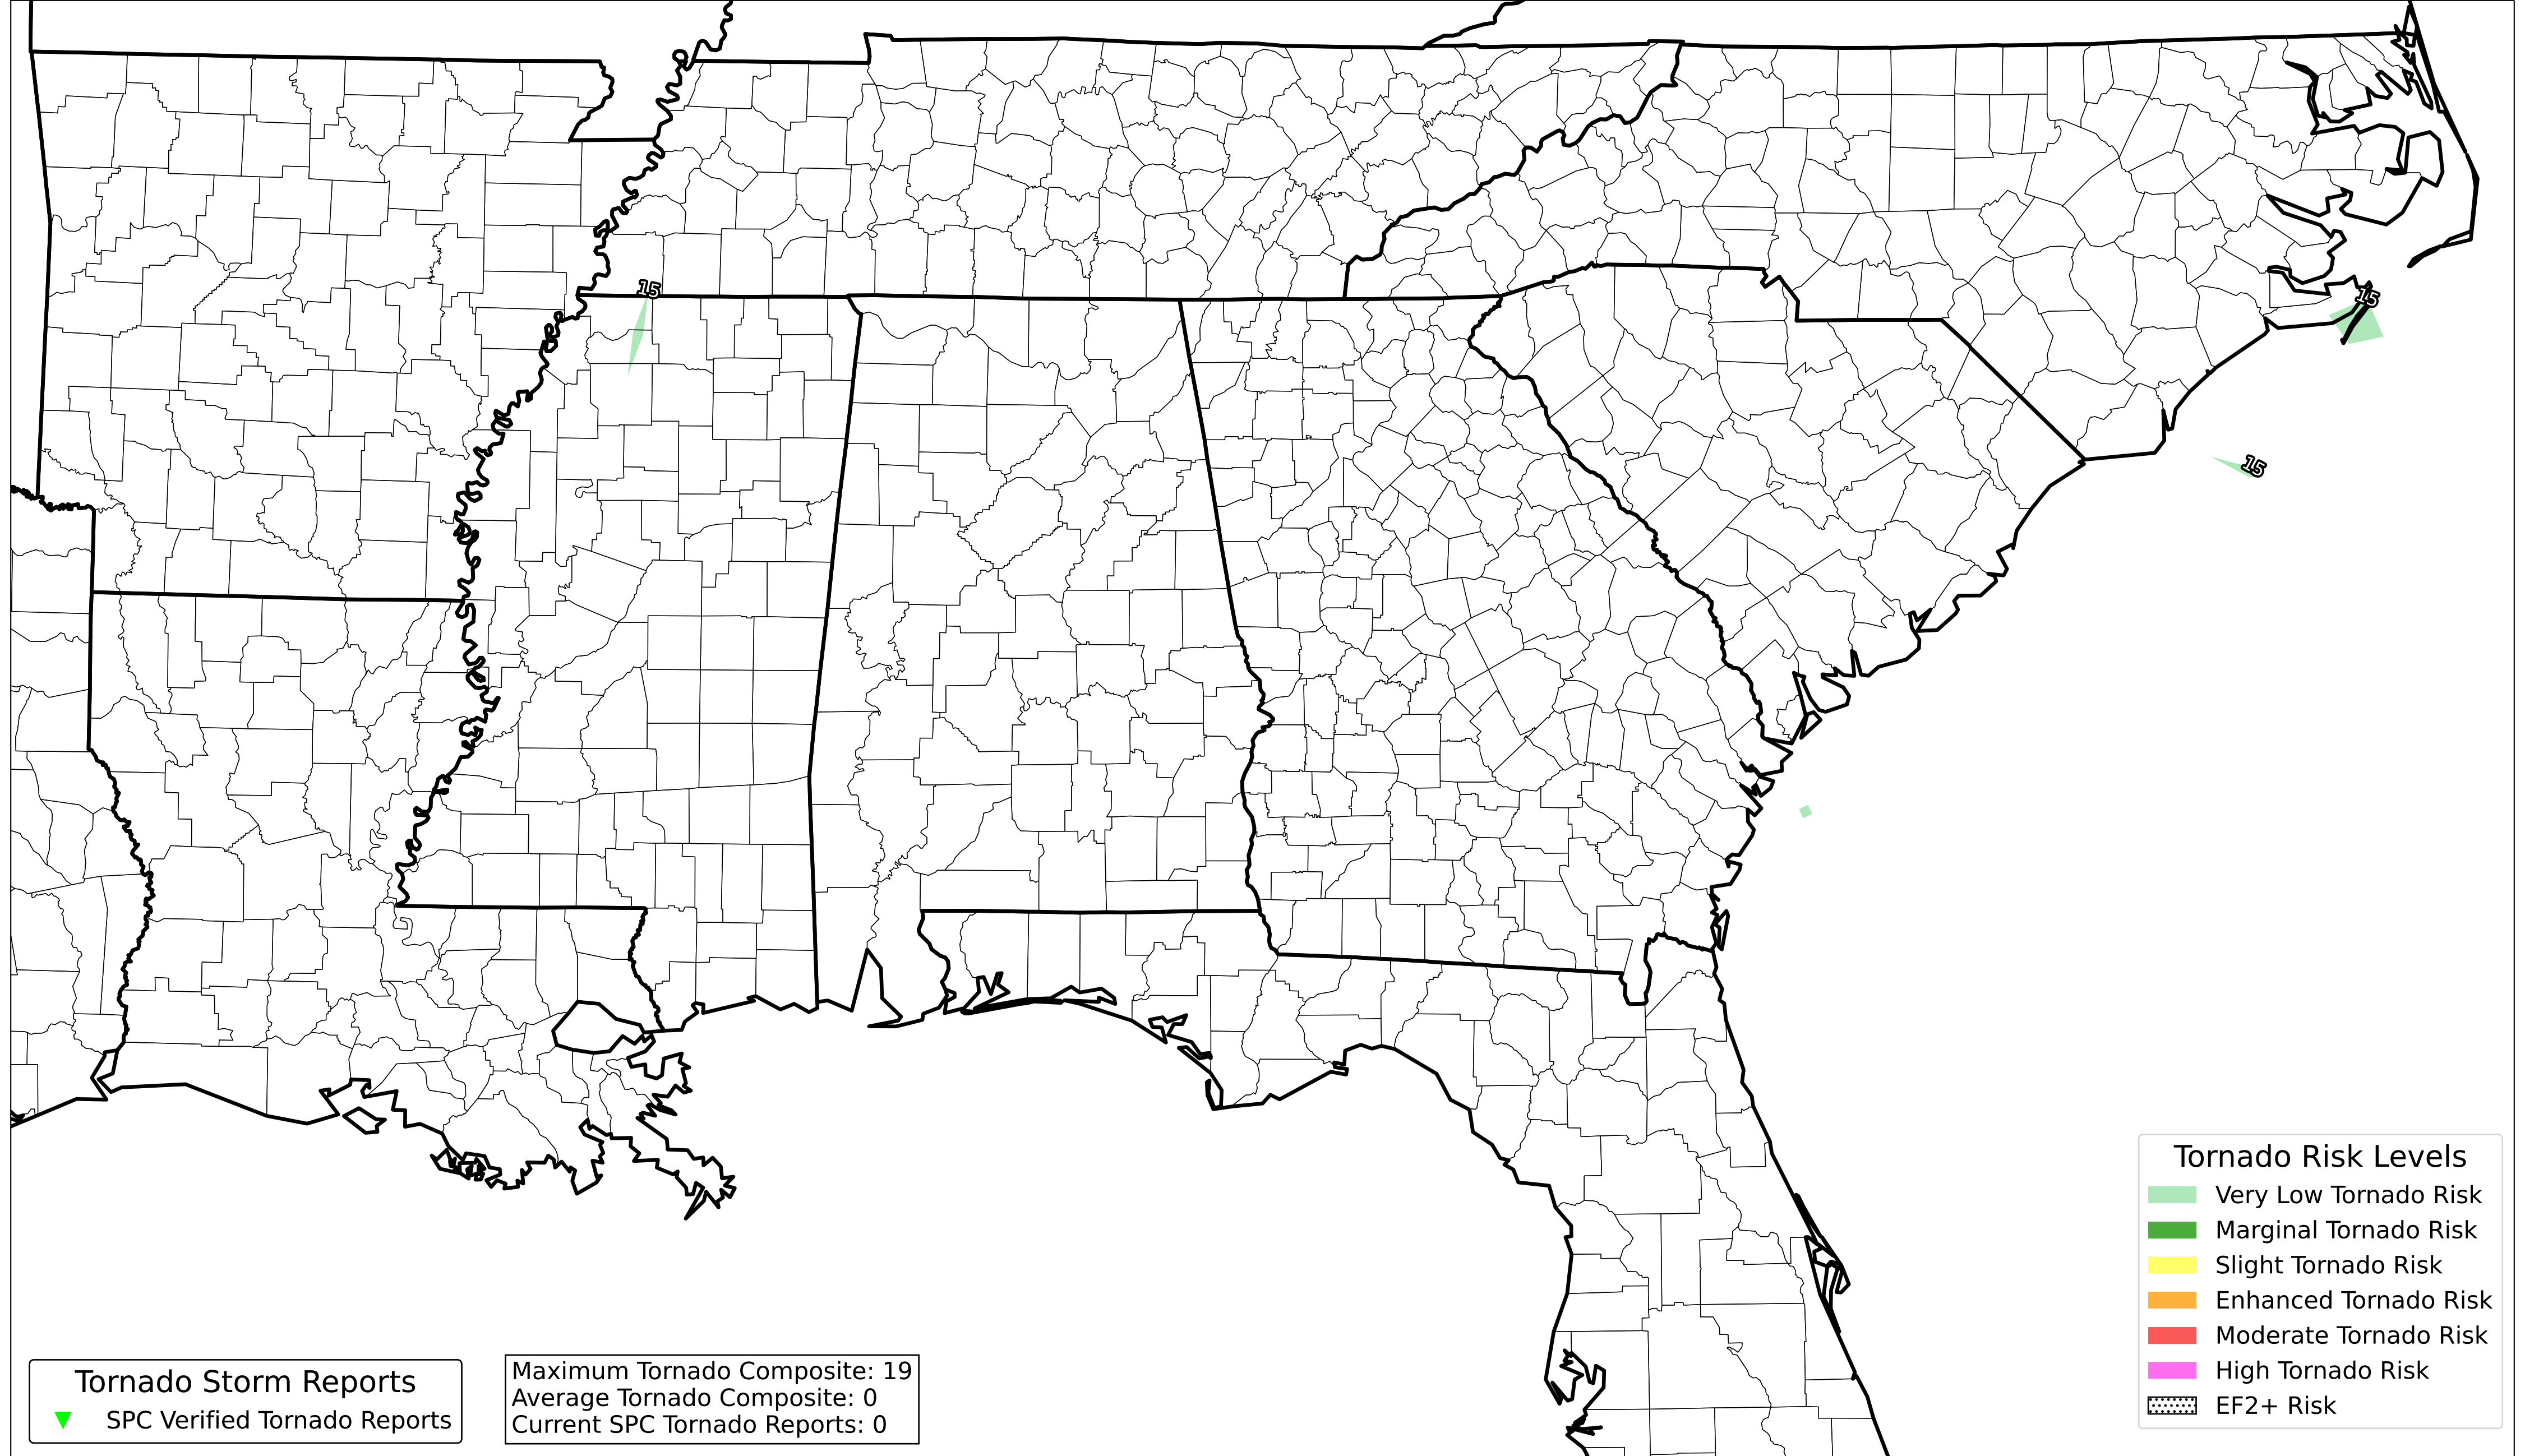 15
15
15
Tornado Risk Levels
Very Low Tornado Risk
Marginal Tornado Risk
Slight Tornado Risk
Enhanced Tornado Risk
Moderate Tornado Risk
High Tornado Risk
EF2+ Risk
Tornado Storm Reports
SPC Verified Tornado Reports
Maximum Tornado Composite: 19
Average Tornado Composite: 0
Current SPC Tornado Reports: 0